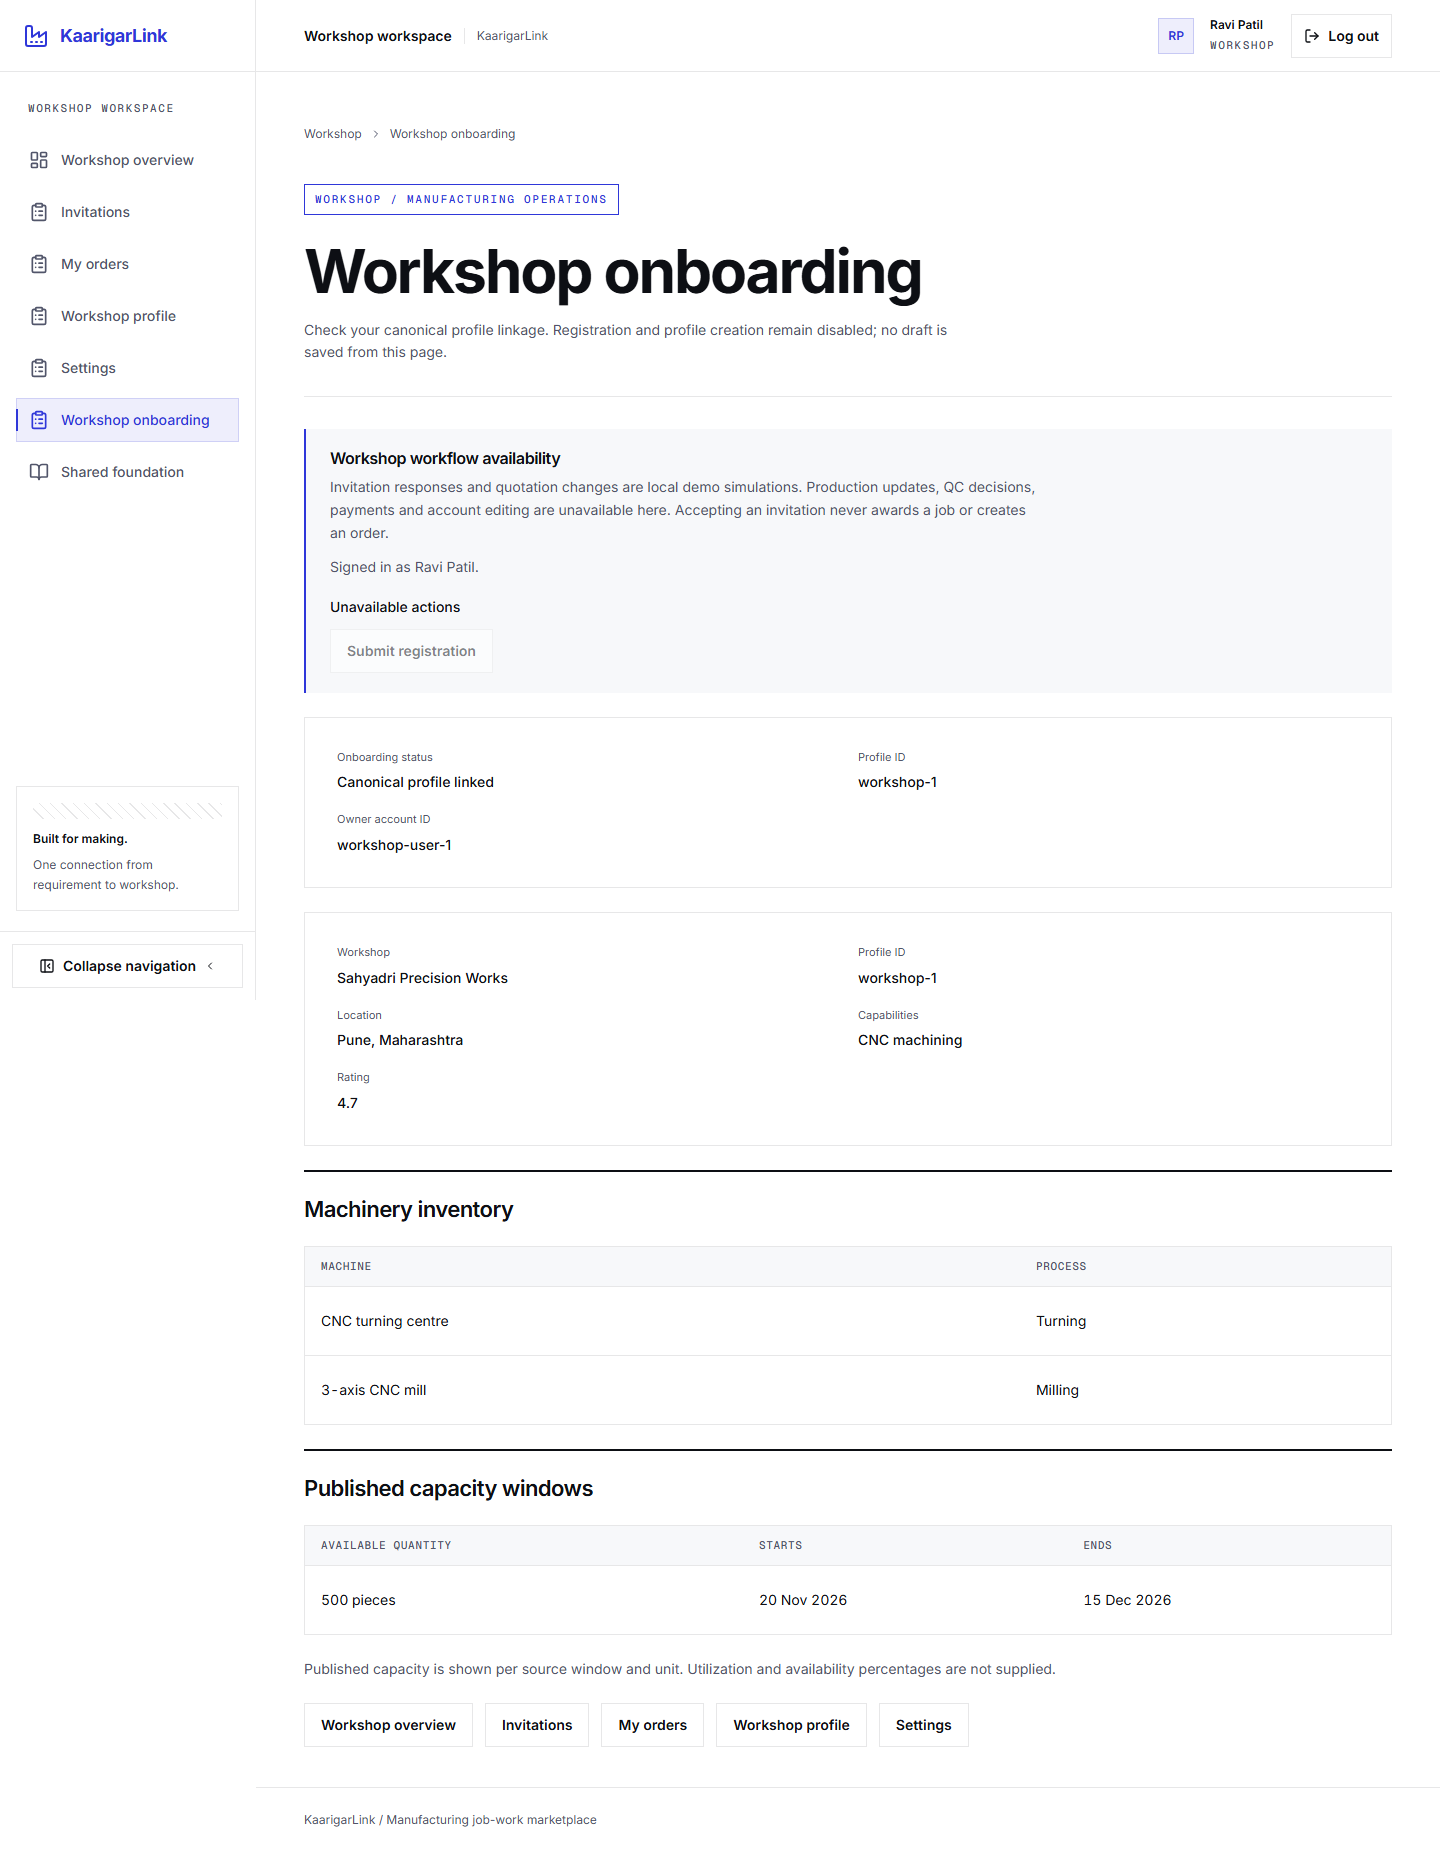 KaarigarLink
Workshop workspace
KaarigarLink
RP
Ravi Patil
WORKSHOP
Log out
WORKSHOP WORKSPACE
Workshop overview
Invitations
My orders
Workshop profile
Settings
Workshop onboarding
Shared foundation
Built for making.
One connection from
requirement to workshop.
Collapse navigation
Workshop
Workshop onboarding
WORKSHOP / MANUFACTURING OPERATIONS
Workshop onboarding
Check your canonical profile linkage. Registration and profile creation remain disabled; no draft is
saved from this page.
Workshop workflow availability
Invitation responses and quotation changes are local demo simulations. Production updates, QC decisions,
payments and account editing are unavailable here. Accepting an invitation never awards a job or creates
an order.
Signed in as Ravi Patil.
Unavailable actions
Submit registration
Onboarding status
Canonical profile linked
Profile ID
workshop-1
Owner account ID
workshop-user-1
Workshop
Sahyadri Precision Works
Profile ID
workshop-1
Location
Pune, Maharashtra
Capabilities
CNC machining
Rating
4.7
Machinery inventory
MACHINE PROCESS
CNC turning centre Turning
3-axis CNC mill Milling
Published capacity windows
AVAILABLE QUANTITY STARTS ENDS
500 pieces 20 Nov 2026 15 Dec 2026
Published capacity is shown per source window and unit. Utilization and availability percentages are not supplied.
Workshop overview
Invitations
My orders
Workshop profile
Settings
KaarigarLink / Manufacturing job-work marketplace